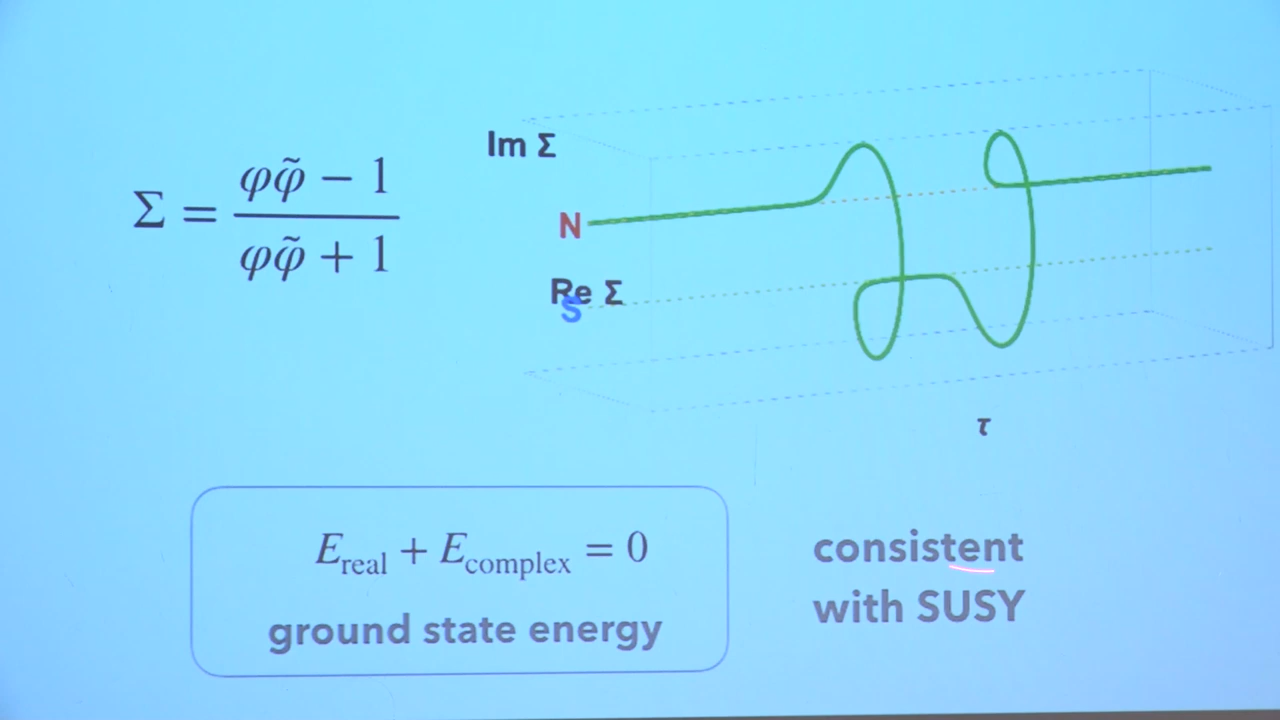 Σ = (φφ̃ − 1)/(φφ̃ + 1)
Im Σ
N
Re Σ
S
τ
E_real + E_complex = 0
ground state energy
consistent
with SUSY